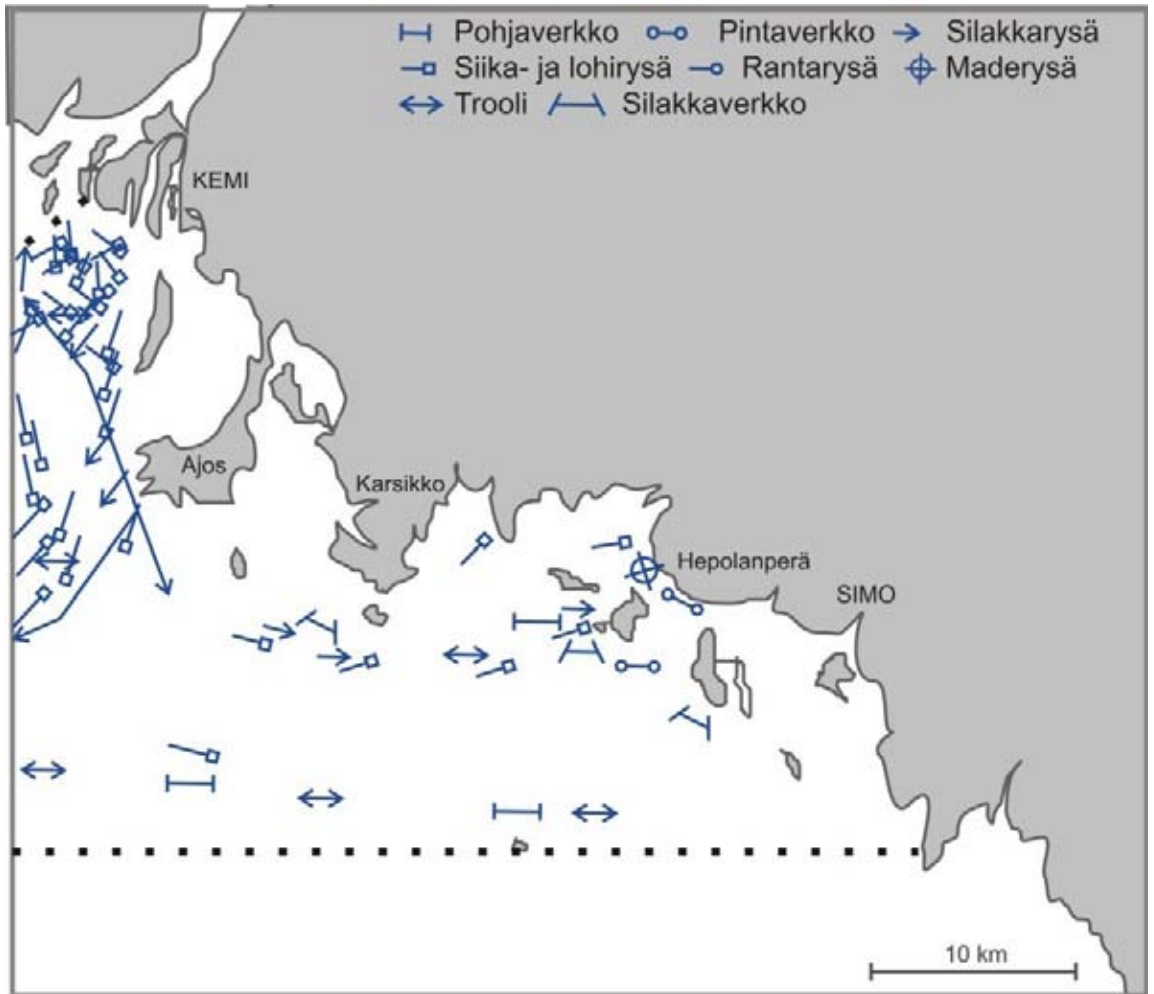 Pohjaverkko Pintaverkko Silakkarysä
Siika- ja lohirysä Rantarysä Maderysä
Trooli Silakkaverkko
KEMI
Ajos
Karsikko
Hepolanperä
SIMO
10 km